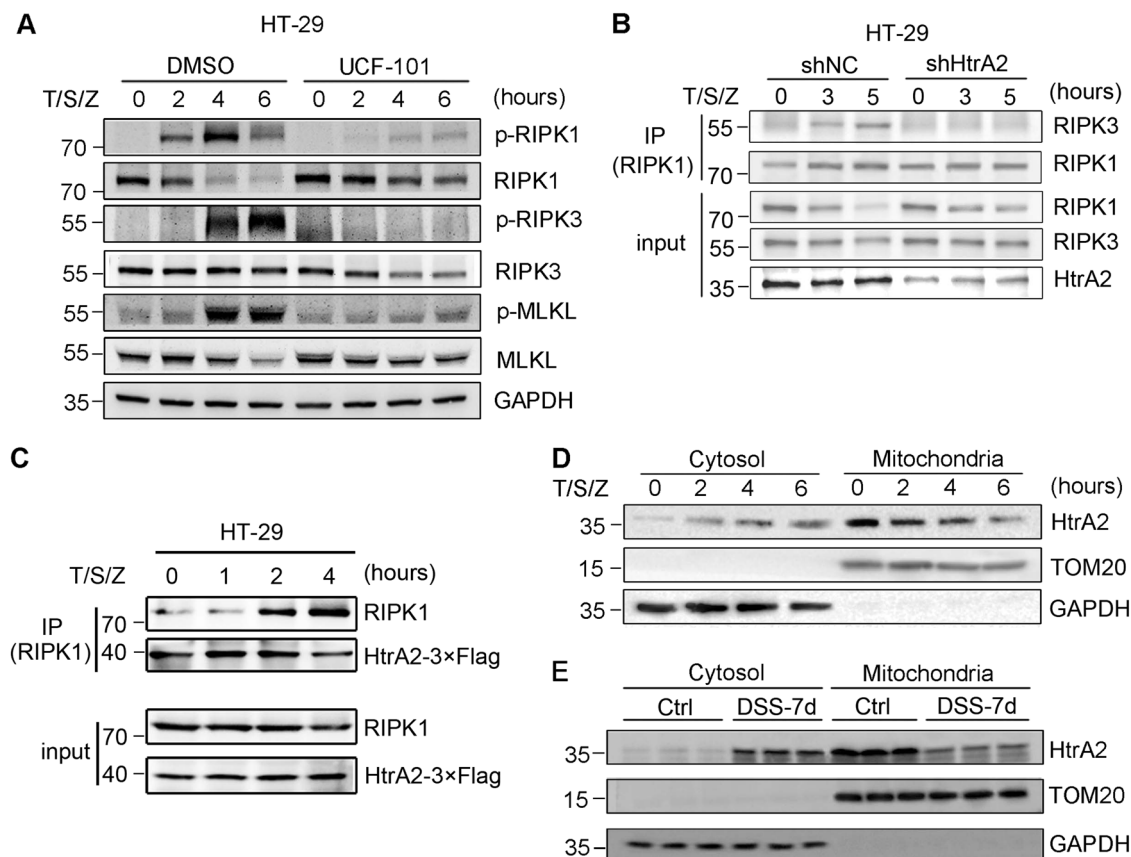 A
HT-29
DMSO UCF-101
T/S/Z 0 2 4 6 0 2 4 6 (hours)
70 p-RIPK1
70 RIPK1
55 p-RIPK3
55 RIPK3
55 p-MLKL
55 MLKL
35 GAPDH
B
HT-29
shNC shHtrA2
T/S/Z 0 3 5 0 3 5 (hours)
IP (RIPK1)
55 RIPK3
70 RIPK1
input
70 RIPK1
55 RIPK3
35 HtrA2
C
HT-29
T/S/Z 0 1 2 4 (hours)
IP (RIPK1)
70 RIPK1
40 HtrA2-3×Flag
input
70 RIPK1
40 HtrA2-3×Flag
D
Cytosol Mitochondria
T/S/Z 0 2 4 6 0 2 4 6 (hours)
35 HtrA2
15 TOM20
35 GAPDH
E
Cytosol Mitochondria
Ctrl DSS-7d Ctrl DSS-7d
35 HtrA2
15 TOM20
35 GAPDH